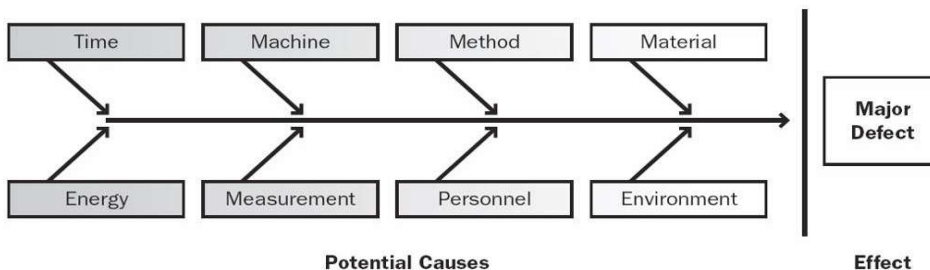 Time
Machine
Method
Material
Major
Defect
Energy
Measurement
Personnel
Environment
Potential Causes
Effect